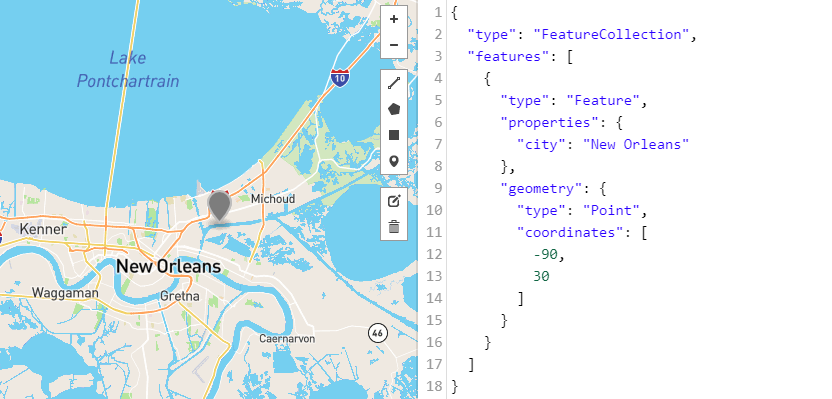 Lake
Pontchartrain
10
Michoud
Kenner
New Orleans
Waggaman
Gretna
46
Caernarvon
1 {
2   "type": "FeatureCollection",
3   "features": [
4     {
5       "type": "Feature",
6       "properties": {
7         "city": "New Orleans"
8       },
9       "geometry": {
10         "type": "Point",
11         "coordinates": [
12           -90,
13           30
14         ]
15       }
16     }
17   ]
18 }